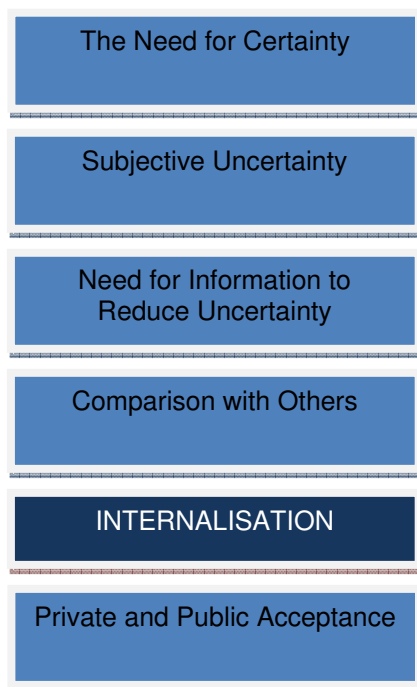 The Need for Certainty
Subjective Uncertainty
Need for Information to
Reduce Uncertainty
Comparison with Others
INTERNALISATION
Private and Public Acceptance